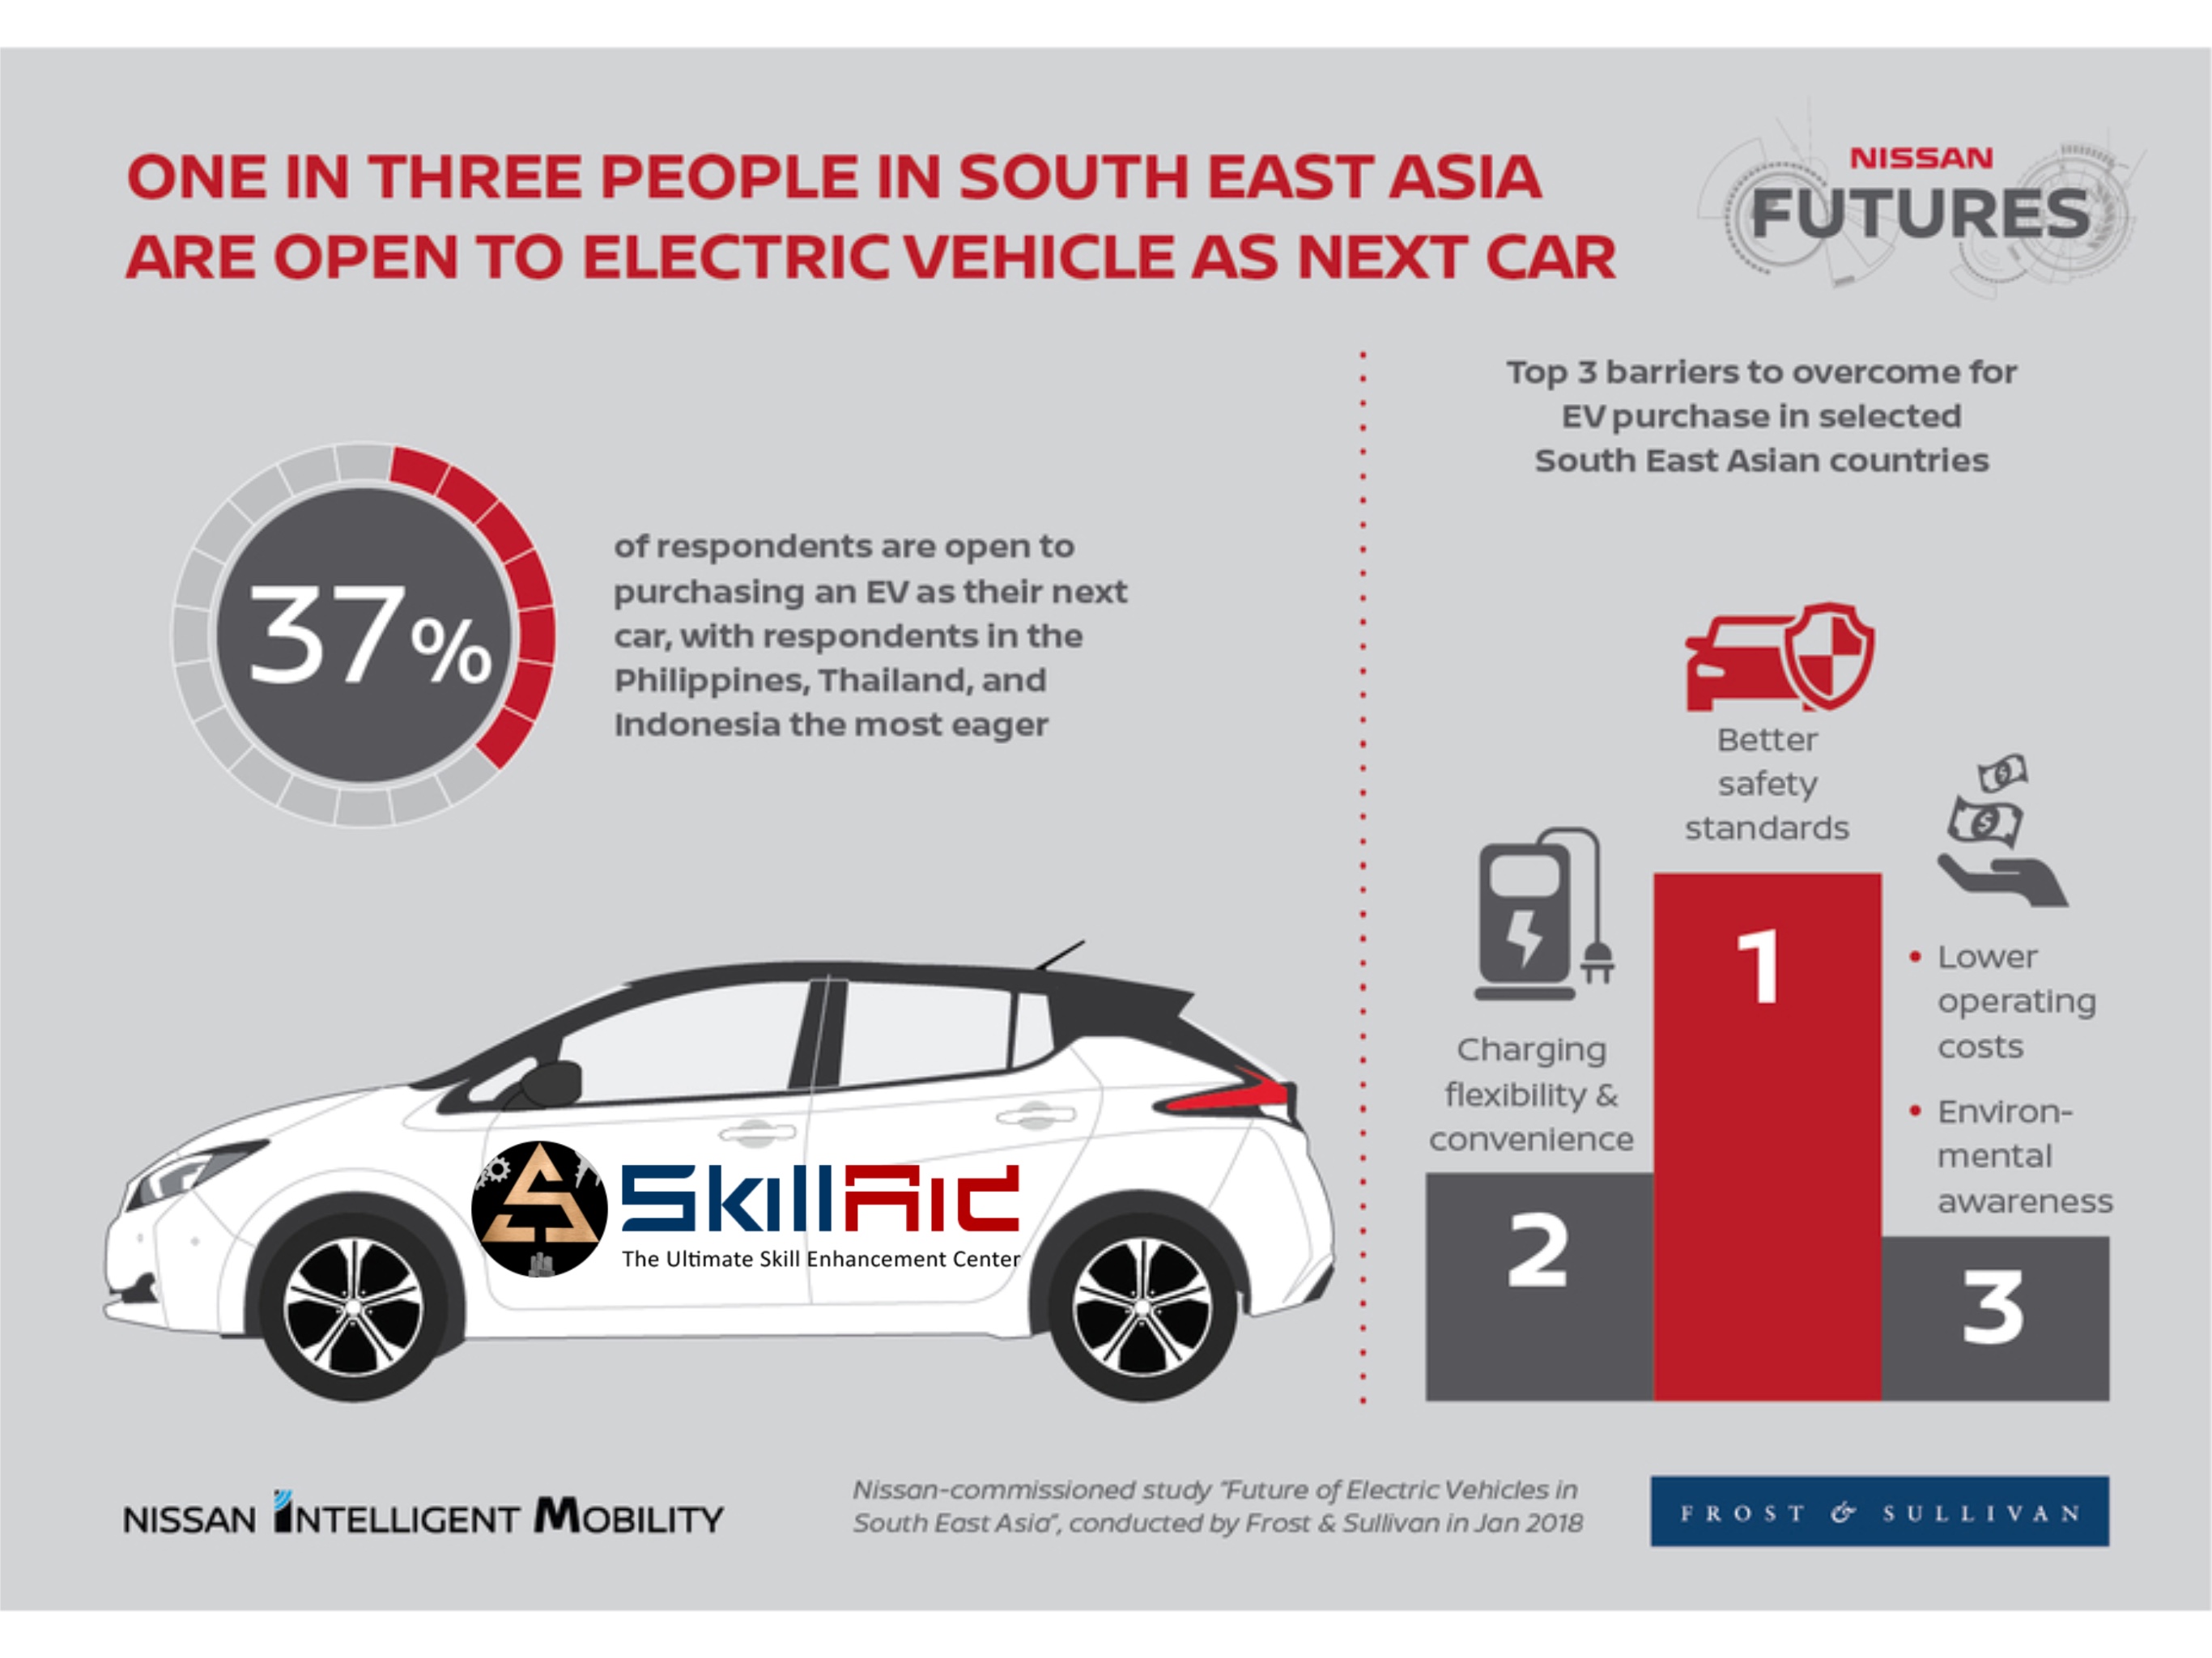 ONE IN THREE PEOPLE IN SOUTH EAST ASIA
ARE OPEN TO ELECTRIC VEHICLE AS NEXT CAR
NISSAN
FUTURES
37%
of respondents are open to
purchasing an EV as their next
car, with respondents in the
Philippines, Thailand, and
Indonesia the most eager
Top 3 barriers to overcome for
EV purchase in selected
South East Asian countries
Better
safety
standards
1
Charging
flexibility &
convenience
2
• Lower
operating
costs
• Environ-
mental
awareness
3
SkillAid
The Ultimate Skill Enhancement Center
NISSAN INTELLIGENT MOBILITY
Nissan-commissioned study "Future of Electric Vehicles in
South East Asia", conducted by Frost & Sullivan in Jan 2018
FROST & SULLIVAN